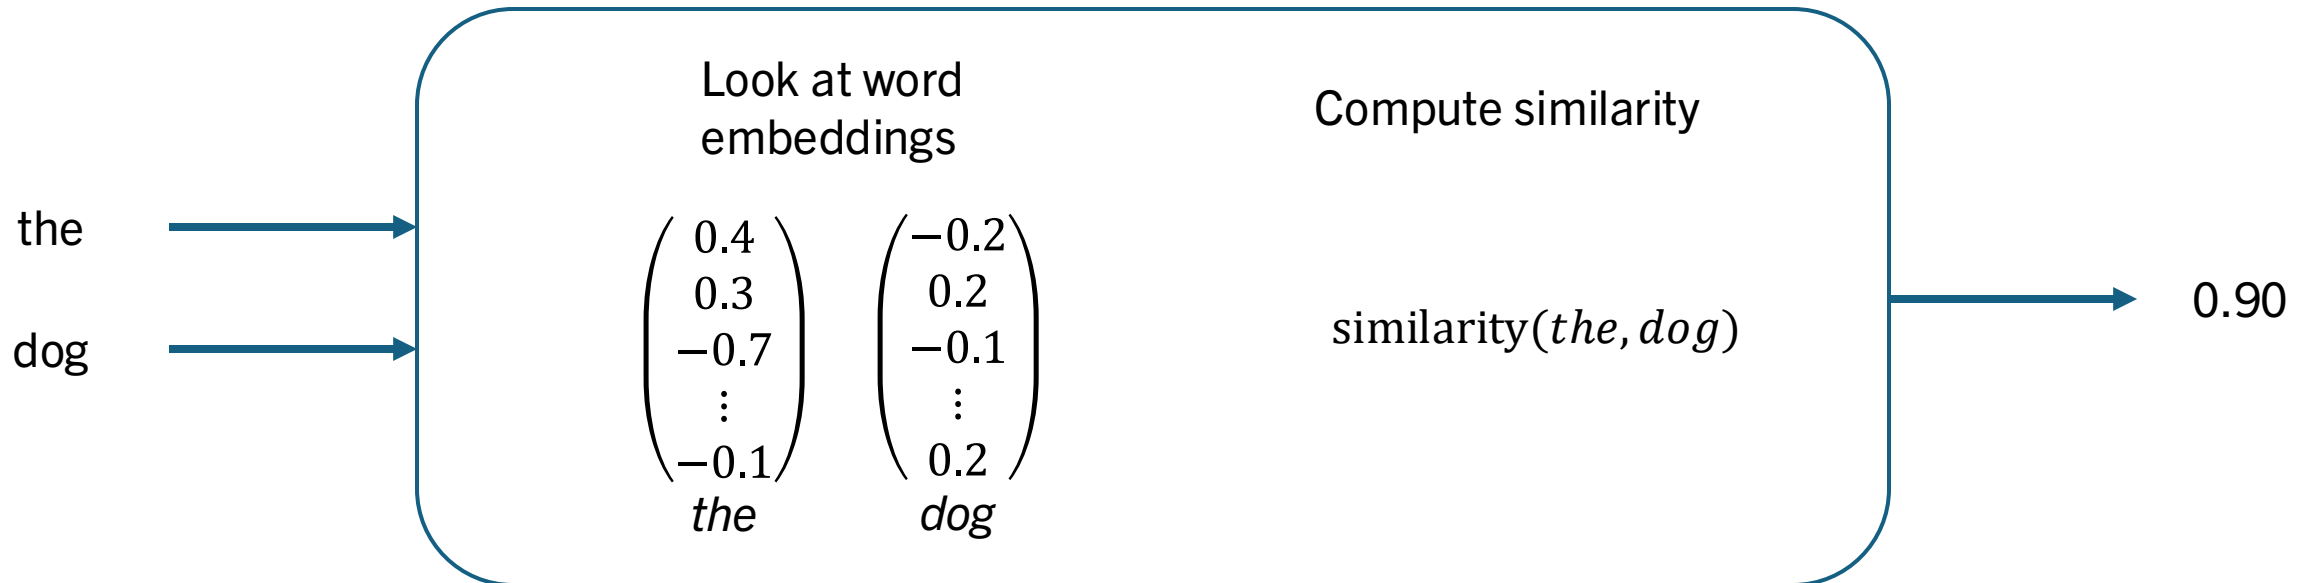 Look at word
embeddings
Compute similarity
the
dog
0.4
0.3
−0.7
⋮
−0.1
the
−0.2
0.2
−0.1
⋮
0.2
dog
similarity(the, dog)
0.90